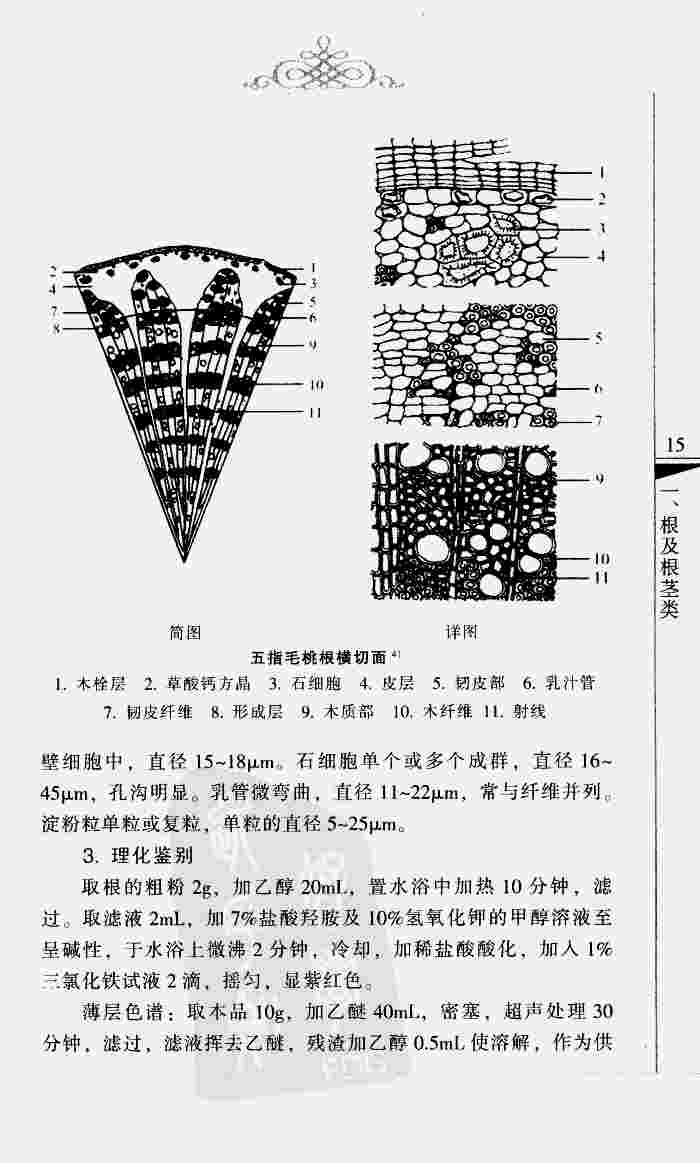 2
4
7
8
1
3
5
6
9
10
11
1
2
3
4
5
6
7
9
10
11
15
一、根及根茎类
简图
详图
五指毛桃根横切面
1. 木栓层 2. 草酸钙方晶 3. 石细胞 4. 皮层 5. 韧皮部 6. 乳汁管
7. 韧皮纤维 8. 形成层 9. 木质部 10. 木纤维 11. 射线
壁细胞中，直径 15~18μm。石细胞单个或多个成群，直径 16~
45μm，孔沟明显。乳管微弯曲，直径 11~22μm，常与纤维并列。
淀粉粒单粒或复粒，单粒的直径 5~25μm。
3. 理化鉴别
取根的粗粉 2g，加乙醇 20mL，置水浴中加热 10 分钟，滤
过。取滤液 2mL，加 7%盐酸羟胺及 10%氢氧化钾的甲醇溶液至
呈碱性，于水浴上微沸 2 分钟，冷却，加稀盐酸酸化，加入 1%
三氯化铁试液 2 滴，摇匀，显紫红色。
薄层色谱：取本品 10g，加乙醚 40mL，密塞，超声处理 30
分钟，滤过，滤液挥去乙醚，残渣加乙醇 0.5mL 使溶解，作为供